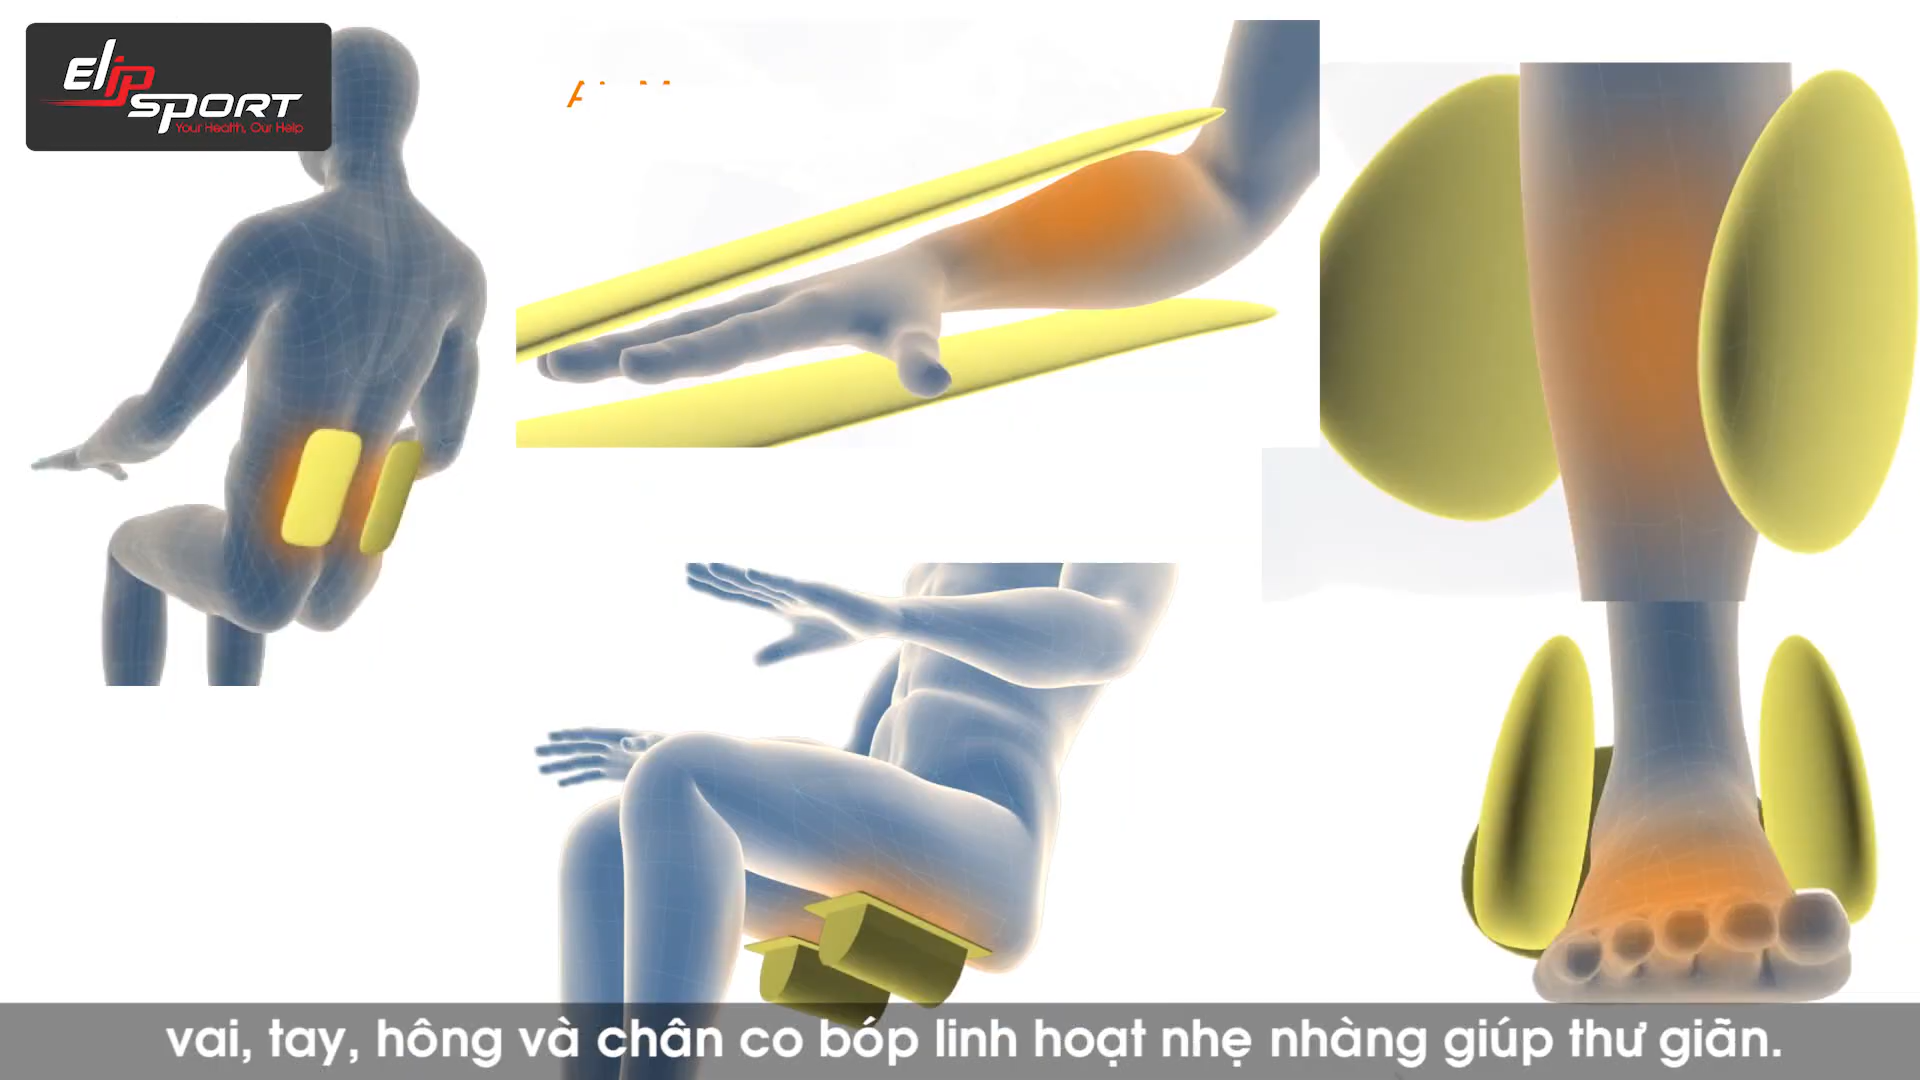 Elip
SPORT
Your Health, Our Help
vai, tay, hông và chân co bóp linh hoạt nhẹ nhàng giúp thư giãn.